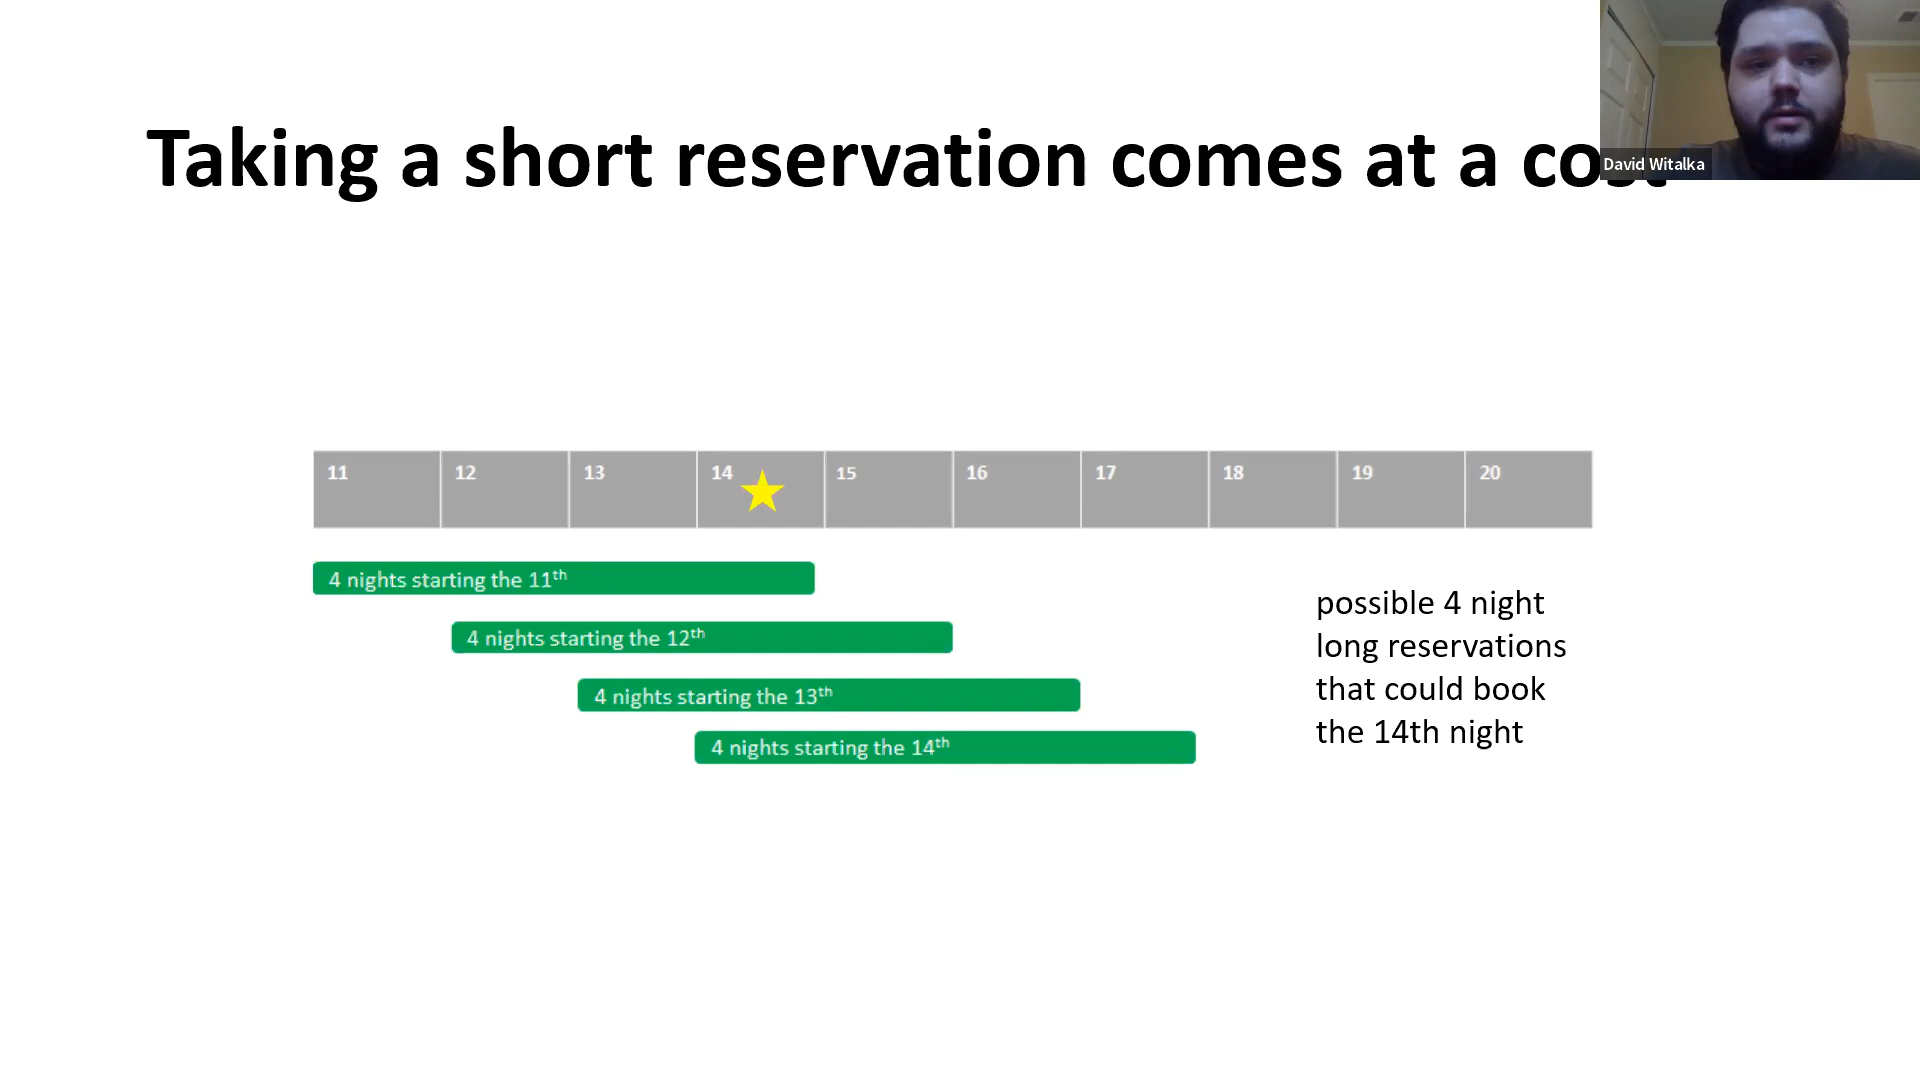 Taking a short reservation comes at a cost
David Witalka
11 12 13 14 15 16 17 18 19 20
4 nights starting the 11th
4 nights starting the 12th
4 nights starting the 13th
4 nights starting the 14th
possible 4 night
long reservations
that could book
the 14th night